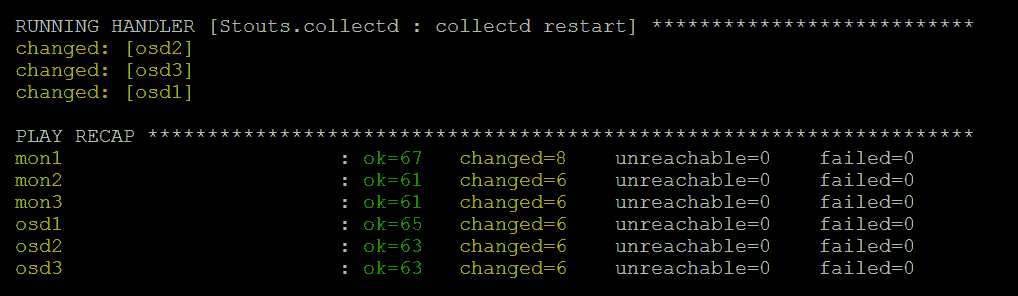 RUNNING HANDLER [Stouts.collectd : collectd restart] ***************************
changed: [osd2]
changed: [osd3]
changed: [osd1]
PLAY RECAP *********************************************************************
mon1 : ok=67 changed=8 unreachable=0 failed=0
mon2 : ok=61 changed=6 unreachable=0 failed=0
mon3 : ok=61 changed=6 unreachable=0 failed=0
osd1 : ok=65 changed=6 unreachable=0 failed=0
osd2 : ok=63 changed=6 unreachable=0 failed=0
osd3 : ok=63 changed=6 unreachable=0 failed=0